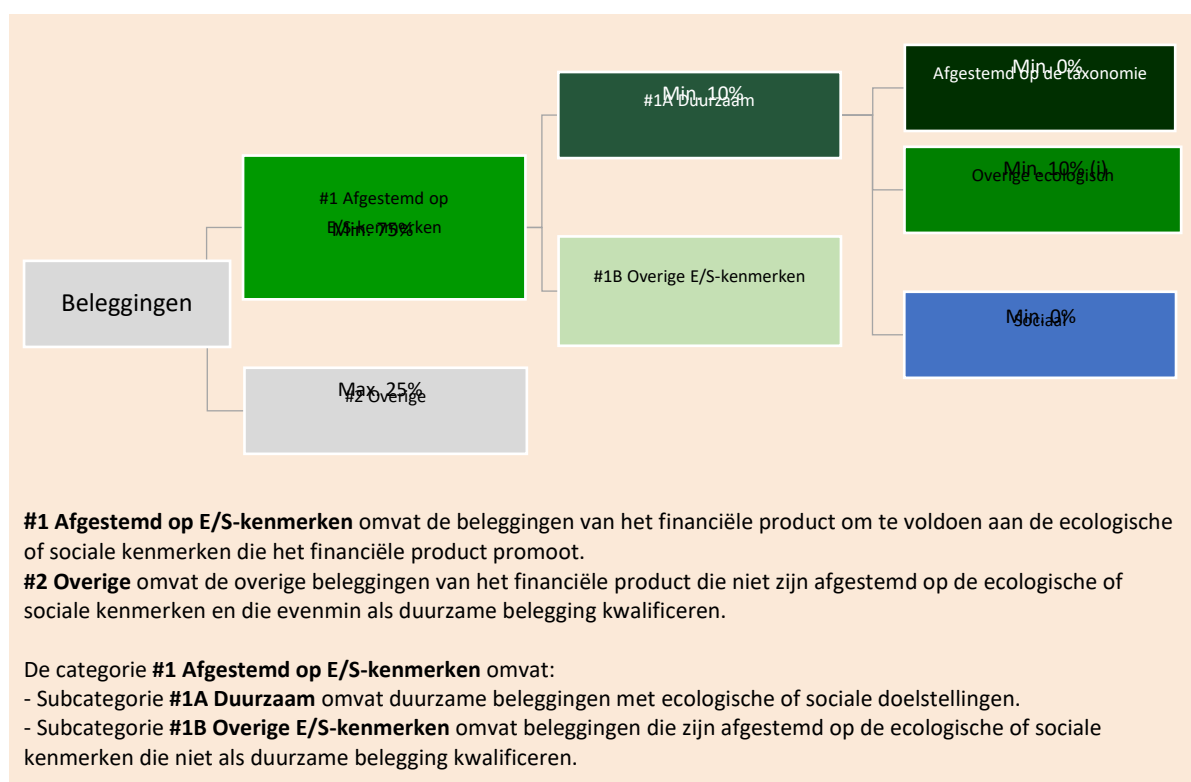 Min. 0%
Afgestemd op de taxonomie
Min. 10%
#1A Duurzaam
Min. 10% (i)
Overige ecologisch
#1 Afgestemd op
E/S-kenmerken
Min. 75%
#1B Overige E/S-kenmerken
Beleggingen
Min. 0%
Sociaal
Max. 25%
#2 Overige
#1 Afgestemd op E/S-kenmerken omvat de beleggingen van het financiële product om te voldoen aan de ecologische
of sociale kenmerken die het financiële product promoot.
#2 Overige omvat de overige beleggingen van het financiële product die niet zijn afgestemd op de ecologische of
sociale kenmerken en die evenmin als duurzame belegging kwalificeren.
De categorie #1 Afgestemd op E/S-kenmerken omvat:
- Subcategorie #1A Duurzaam omvat duurzame beleggingen met ecologische of sociale doelstellingen.
- Subcategorie #1B Overige E/S-kenmerken omvat beleggingen die zijn afgestemd op de ecologische of sociale
kenmerken die niet als duurzame belegging kwalificeren.